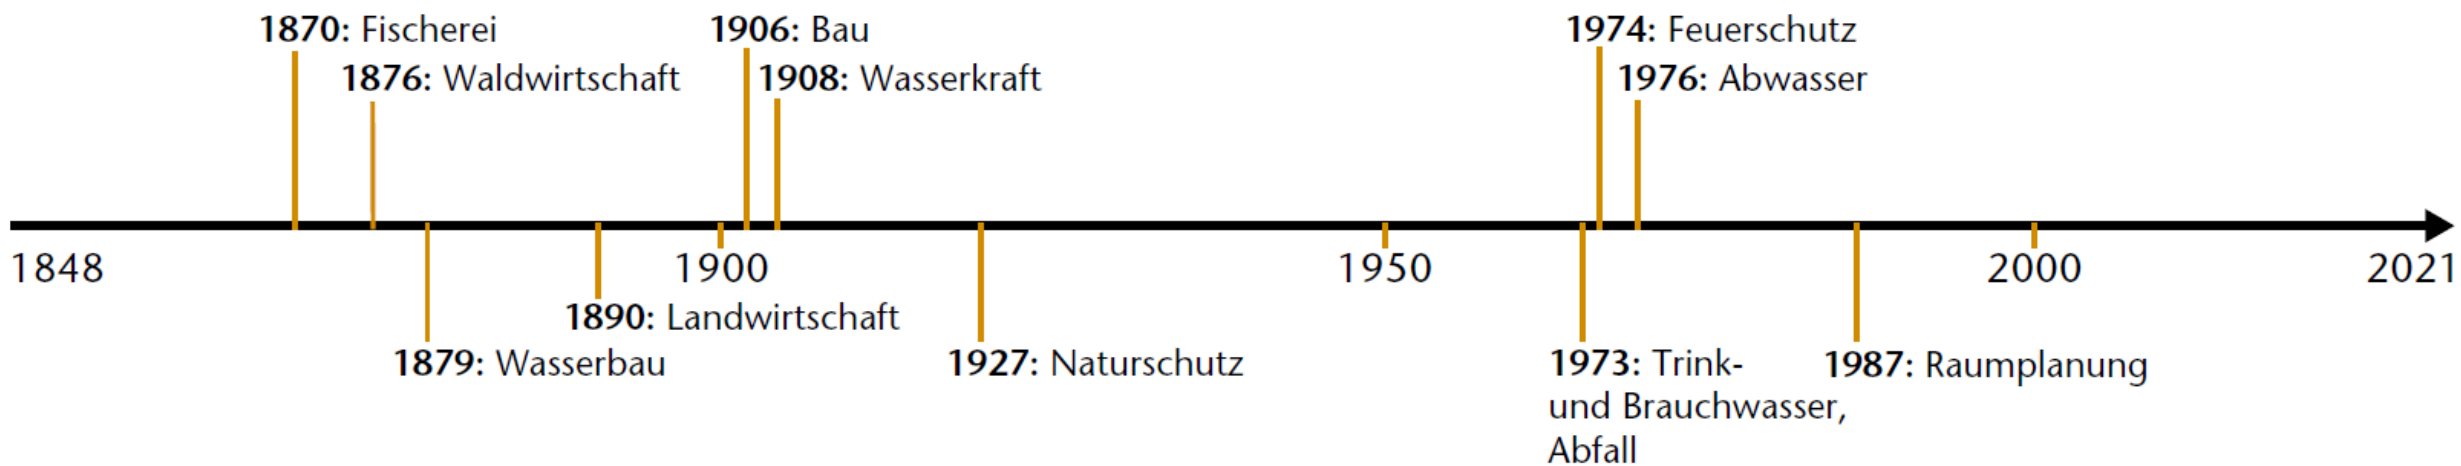 1870: Fischerei
1906: Bau
1974: Feuerschutz
1876: Waldwirtschaft
1908: Wasserkraft
1976: Abwasser
1848
1900
1950
2000
2021
1890: Landwirtschaft
1879: Wasserbau
1927: Naturschutz
1973: Trink-
und Brauchwasser,
Abfall
1987: Raumplanung